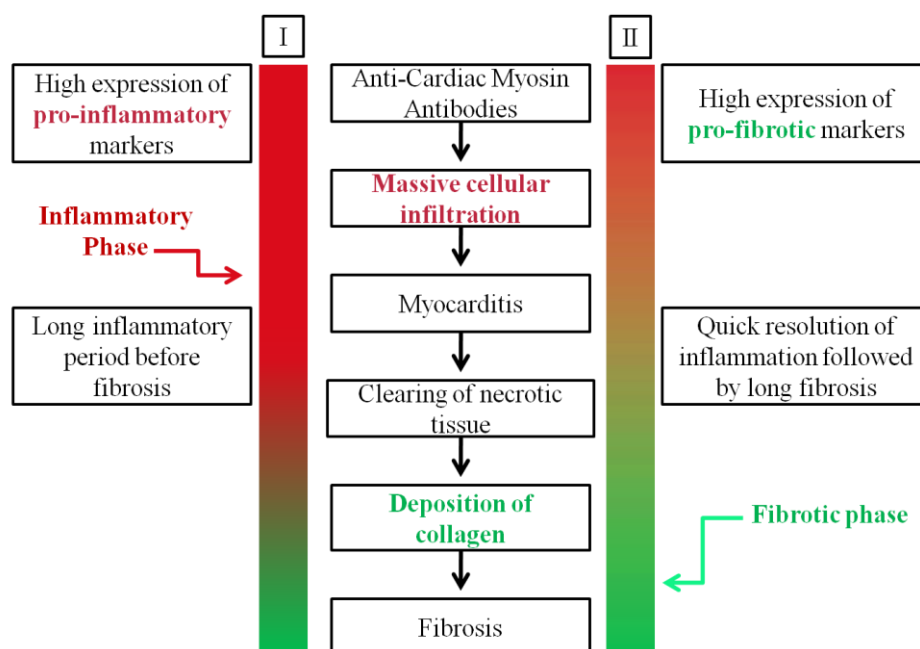 I
II
High expression of
pro-inflammatory
markers
Anti-Cardiac Myosin
Antibodies
High expression of
pro-fibrotic markers
Massive cellular
infiltration
Inflammatory
Phase
Myocarditis
Long inflammatory
period before
fibrosis
Quick resolution of
inflammation followed
by long fibrosis
Clearing of necrotic
tissue
Deposition of
collagen
Fibrotic phase
Fibrosis